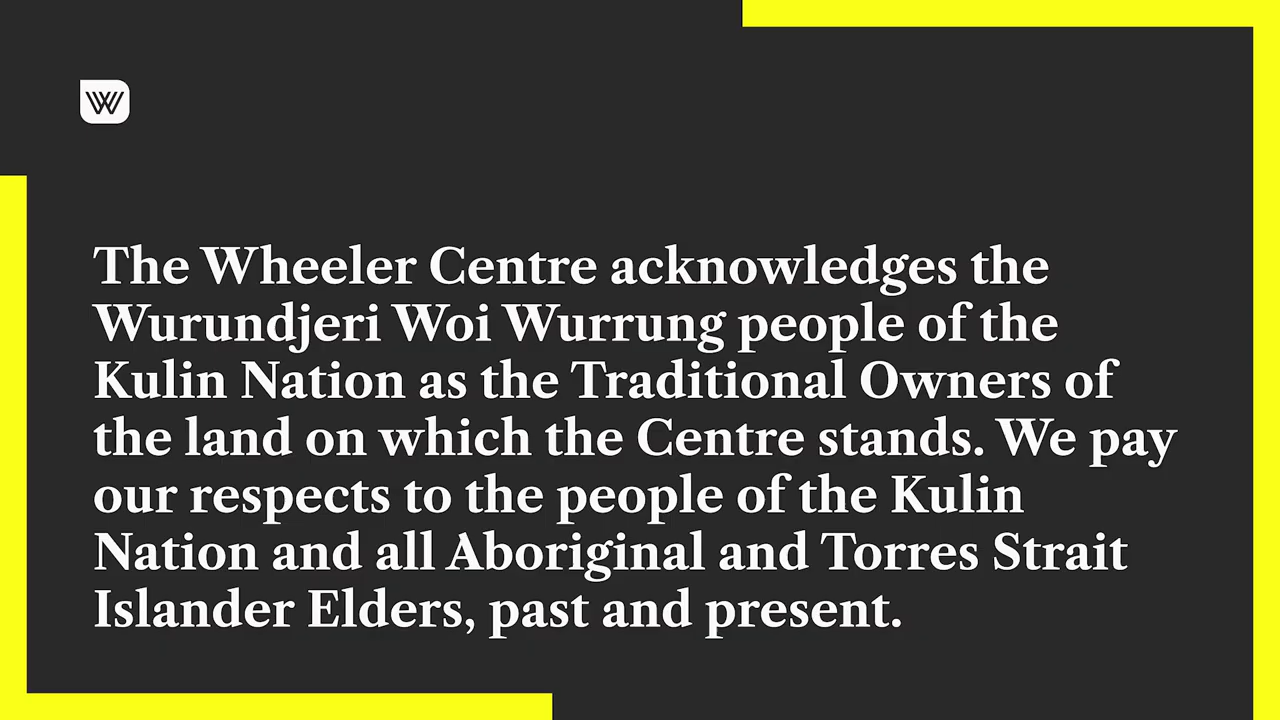 W
The Wheeler Centre acknowledges the
Wurundjeri Woi Wurrung people of the
Kulin Nation as the Traditional Owners of
the land on which the Centre stands. We pay
our respects to the people of the Kulin
Nation and all Aboriginal and Torres Strait
Islander Elders, past and present.